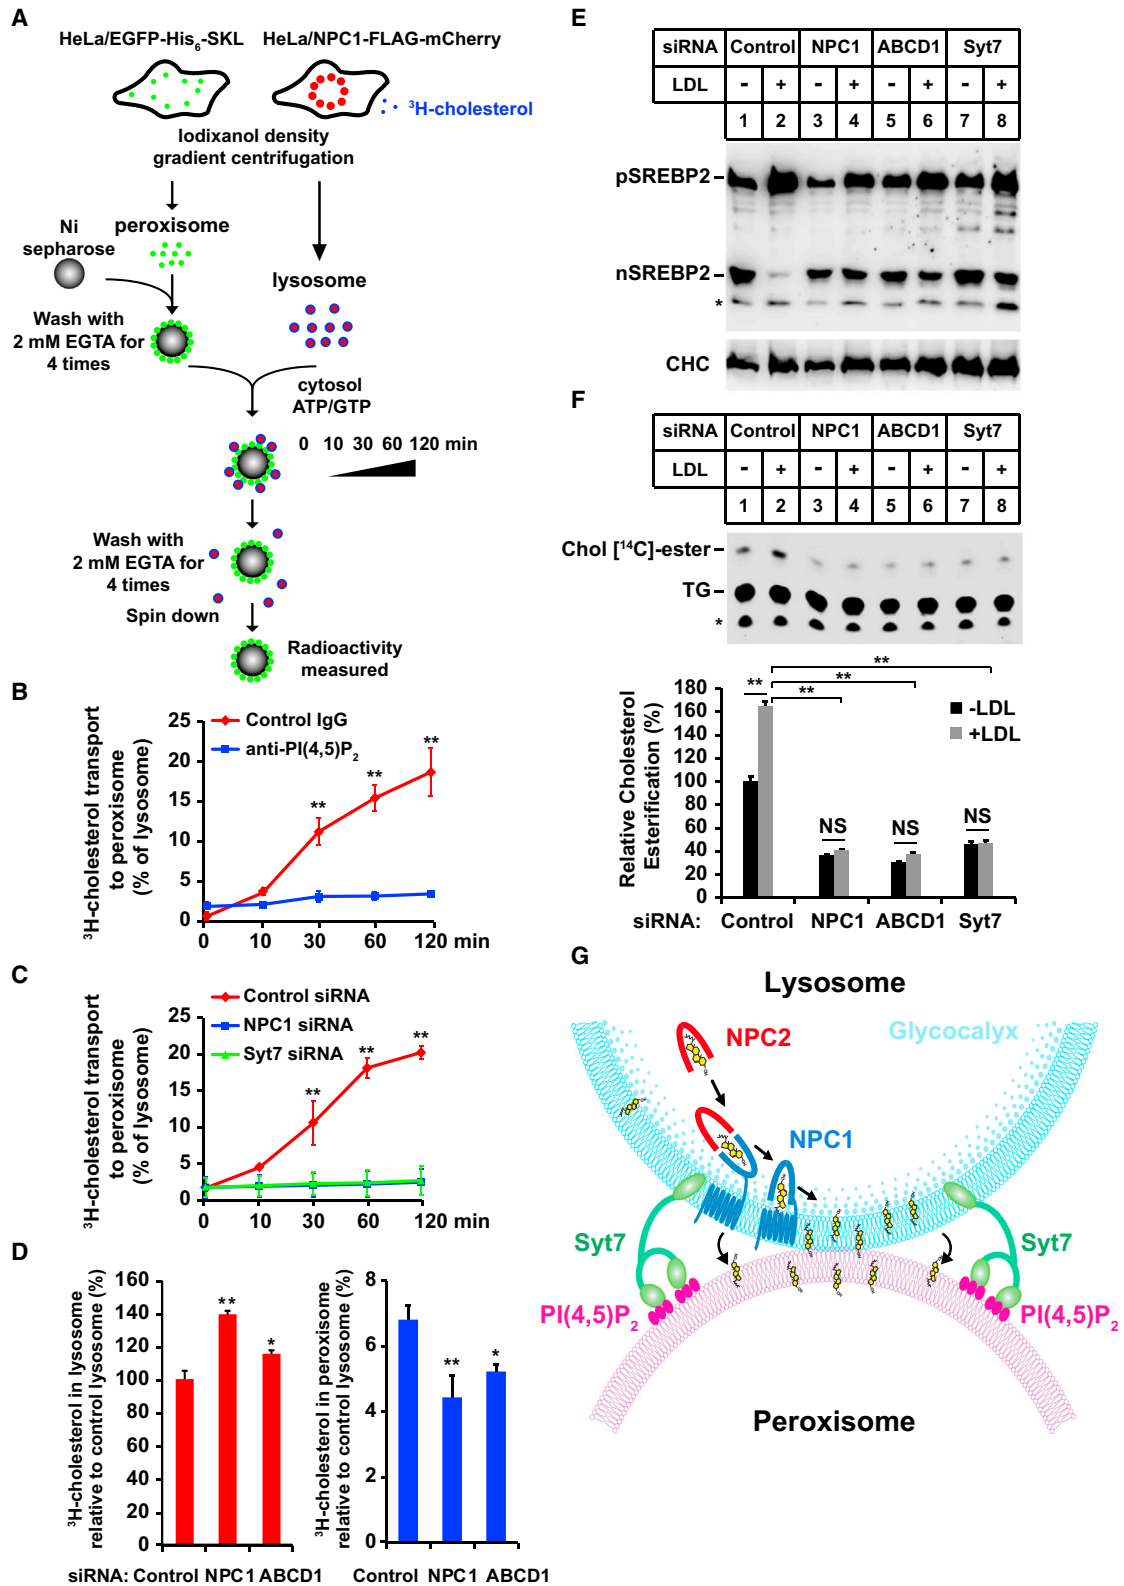 A
HeLa/EGFP-His6-SKL
HeLa/NPC1-FLAG-mCherry
3H-cholesterol
Iodixanol density
gradient centrifugation
peroxisome
Ni
sepharose
lysosome
Wash with
2 mM EGTA for
4 times
cytosol
ATP/GTP
0 10 30 60 120 min
Wash with
2 mM EGTA for
4 times
Spin down
Radioactivity
measured
B
3H-cholesterol transport
to peroxisome
(% of lysosome)
25
20
15
10
5
0
Control IgG
anti-PI(4,5)P2
**
**
**
0 10 30 60 120 min
C
3H-cholesterol transport
to peroxisome
(% of lysosome)
25
20
15
10
5
0
Control siRNA
NPC1 siRNA
Syt7 siRNA
**
**
**
0 10 30 60 120 min
D
3H-cholesterol in lysosome
relative to control lysosome (%)
160
140
120
100
80
60
40
20
0
**
*
siRNA: Control NPC1 ABCD1
3H-cholesterol in peroxisome
relative to control lysosome (%)
8
6
4
2
0
**
*
Control NPC1 ABCD1
E
siRNA Control NPC1 ABCD1 Syt7
LDL - + - + - + - +
1 2 3 4 5 6 7 8
pSREBP2
nSREBP2
*
CHC
F
siRNA Control NPC1 ABCD1 Syt7
LDL - + - + - + - +
1 2 3 4 5 6 7 8
Chol [14C]-ester
TG
*
Relative Cholesterol
Esterification (%)
180
160
140
120
100
80
60
40
20
0
**
**
**
**
-LDL
+LDL
NS
NS
NS
siRNA: Control NPC1 ABCD1 Syt7
G
Lysosome
NPC2
Glycocalyx
NPC1
Syt7
Syt7
PI(4,5)P2
PI(4,5)P2
Peroxisome